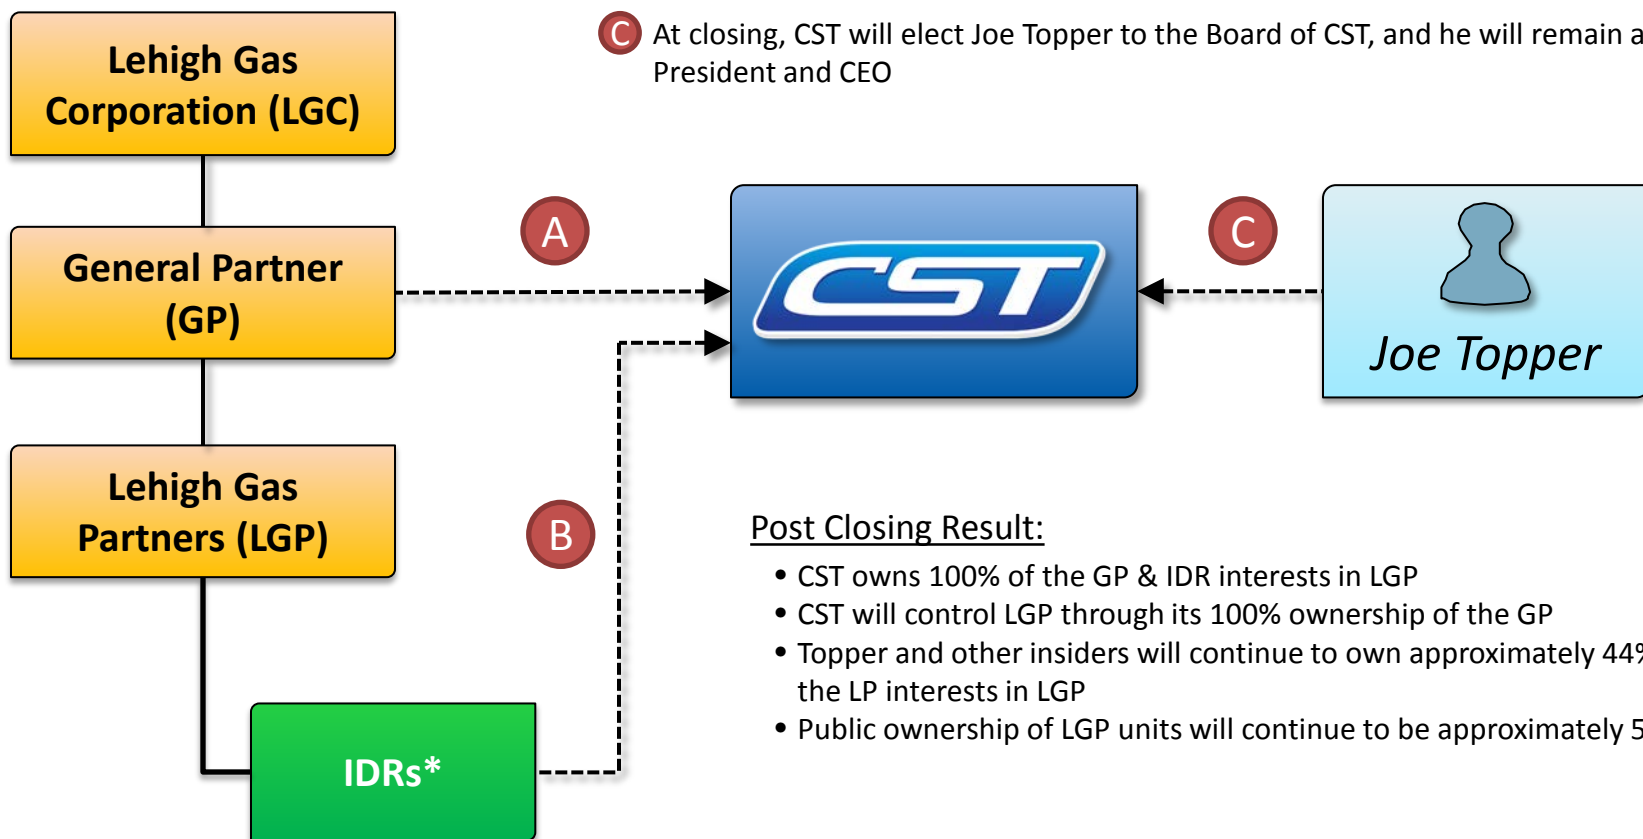 Lehigh Gas
Corporation (LGC)
C At closing, CST will elect Joe Topper to the Board of CST, and he will remain a
President and CEO
General Partner
(GP)
A
CST
C
Joe Topper
Lehigh Gas
Partners (LGP)
B
IDRs*
Post Closing Result:
• CST owns 100% of the GP & IDR interests in LGP
• CST will control LGP through its 100% ownership of the GP
• Topper and other insiders will continue to own approximately 44%
the LP interests in LGP
• Public ownership of LGP units will continue to be approximately 5